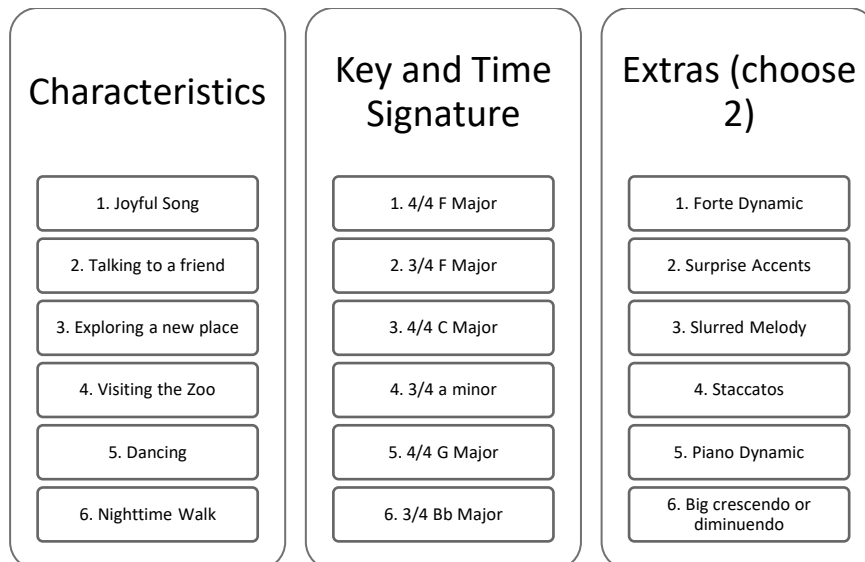 Characteristics
1. Joyful Song
2. Talking to a friend
3. Exploring a new place
4. Visiting the Zoo
5. Dancing
6. Nighttime Walk
Key and Time
Signature
1. 4/4 F Major
2. 3/4 F Major
3. 4/4 C Major
4. 3/4 a minor
5. 4/4 G Major
6. 3/4 Bb Major
Extras (choose
2)
1. Forte Dynamic
2. Surprise Accents
3. Slurred Melody
4. Staccatos
5. Piano Dynamic
6. Big crescendo or
diminuendo